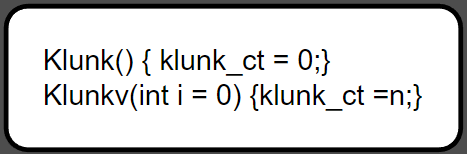 Klunk() { klunk_ct = 0;}
Klunkv(int i = 0) {klunk_ct =n;}